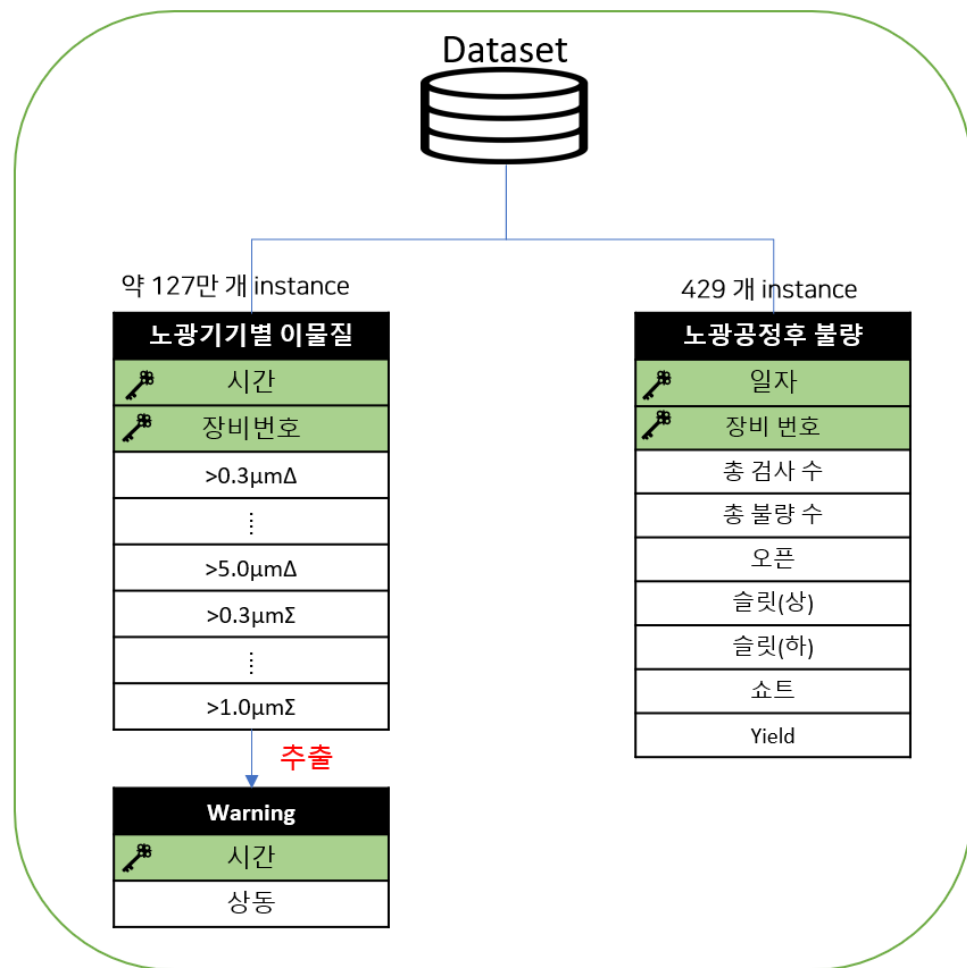 Dataset
약 127만 개 instance
노광기기별 이물질
시간
장비번호
>0.3μmΔ
⋮
>5.0μmΔ
>0.3μmΣ
⋮
>1.0μmΣ
추출
Warning
시간
상동
429 개 instance
노광공정후 불량
일자
장비 번호
총 검사 수
총 불량 수
오픈
슬릿(상)
슬릿(하)
쇼트
Yield